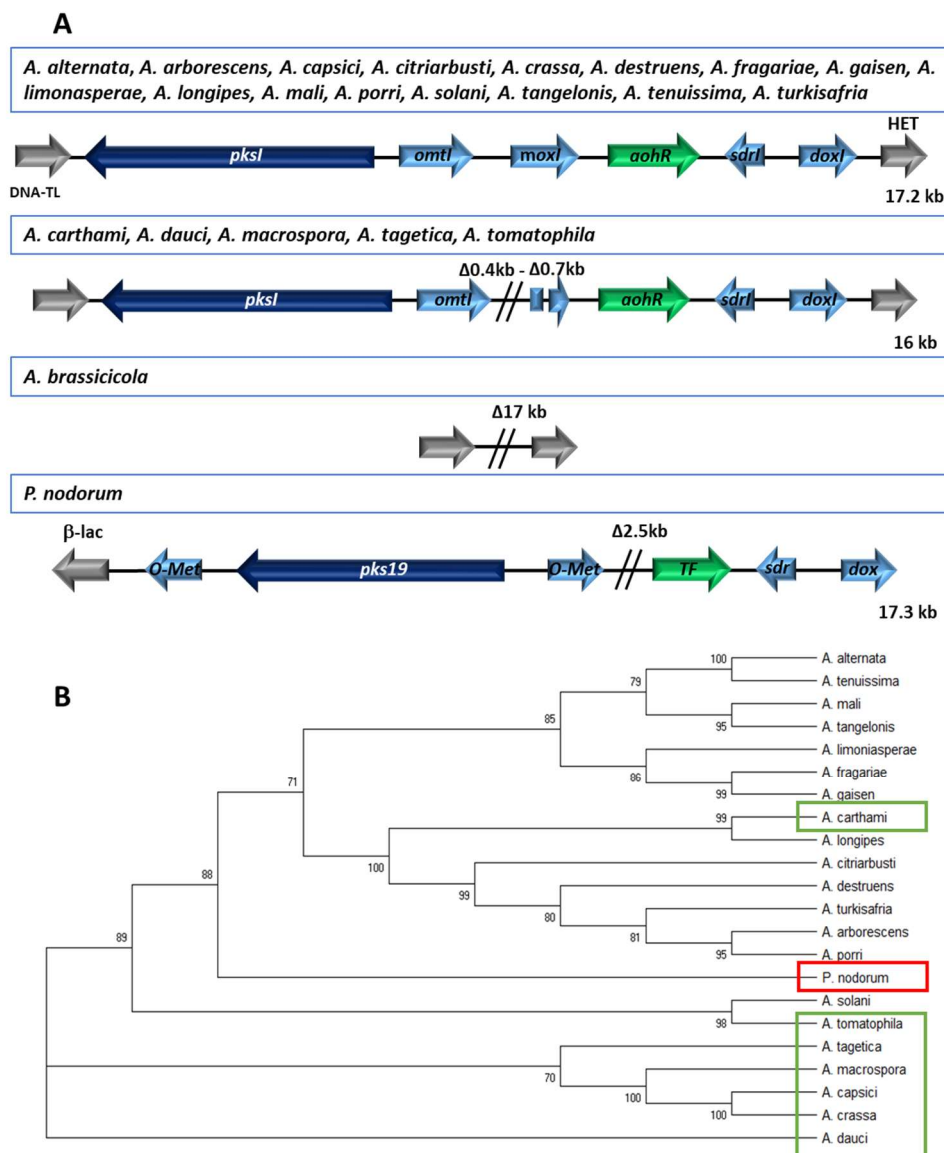 A
A. alternata, A. arborescens, A. capsici, A. citriarbusti, A. crassa, A. destruens, A. fragariae, A. gaisen, A.
limonasperae, A. longipes, A. mali, A. porri, A. solani, A. tangelonis, A. tenuissima, A. turkisafria
HET
pksI omtI moxI aohR sdrI doxI
DNA-TL
17.2 kb
A. carthami, A. dauci, A. macrospora, A. tagetica, A. tomatophila
Δ0.4kb - Δ0.7kb
pksI omtI aohR sdrI doxI
16 kb
A. brassicicola
Δ17 kb
P. nodorum
β-lac Δ2.5kb
O-Met pks19 O-Met TF sdr dox
17.3 kb
B
100 A. alternata
79 A. tenuissima
A. mali
85 95 A. tangelonis
A. limoniasperae
86 A. fragariae
71 99 A. gaisen
99 A. carthami
A. longipes
100 A. citriarbusti
99 A. destruens
88 80 A. turkisafria
81 A. arborescens
89 95 A. porri
P. nodorum
A. solani
98 A. tomatophila
A. tagetica
70 A. macrospora
100 A. capsici
100 A. crassa
A. dauci